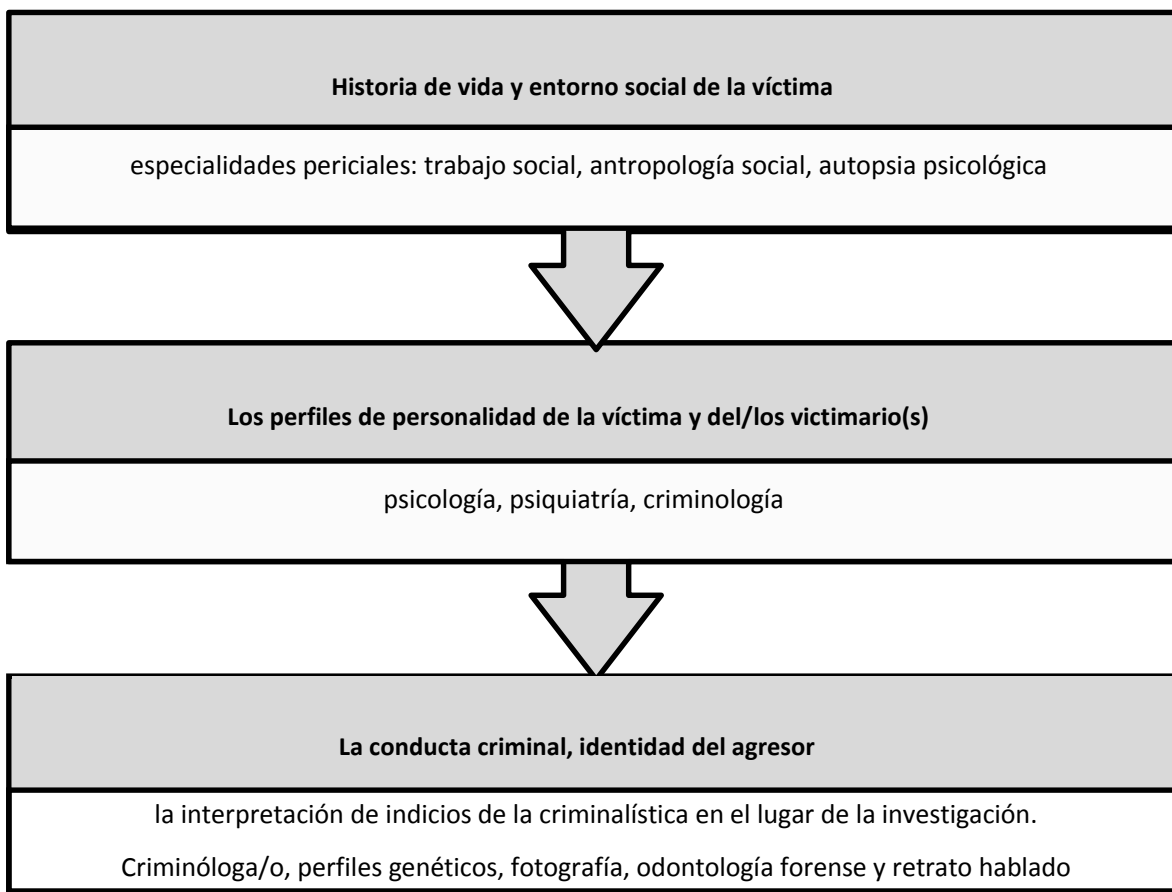 Historia de vida y entorno social de la víctima
especialidades periciales: trabajo social, antropología social, autopsia psicológica
Los perfiles de personalidad de la víctima y del/los victimario(s)
psicología, psiquiatría, criminología
La conducta criminal, identidad del agresor
la interpretación de indicios de la criminalística en el lugar de la investigación.
Criminóloga/o, perfiles genéticos, fotografía, odontología forense y retrato hablado